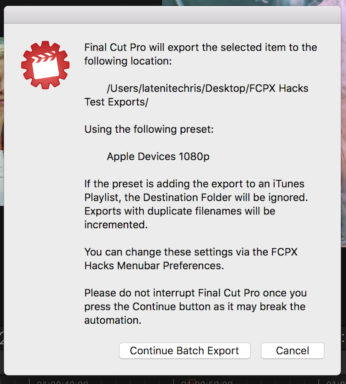 Final Cut Pro will export the selected item to the
following location:
/Users/latenitechris/Desktop/FCPX Hacks
Test Exports/
Using the following preset:
Apple Devices 1080p
If the preset is adding the export to an iTunes
Playlist, the Destination Folder will be ignored.
Exports with duplicate filenames will be
incremented.
You can change these settings via the FCPX
Hacks Menubar Preferences.
Please do not interrupt Final Cut Pro once you
press the Continue button as it may break the
automation.
Continue Batch Export
Cancel